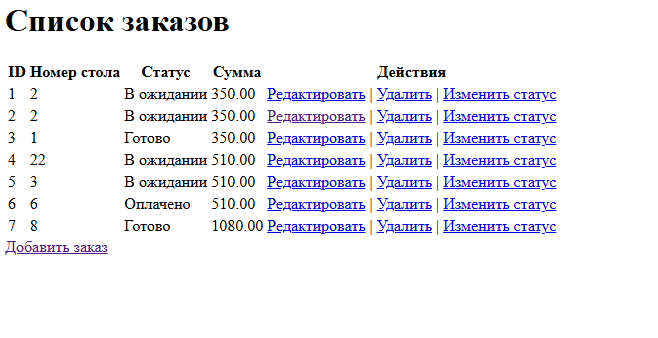 Список заказов
ID Номер стола Статус Сумма Действия
1 2 В ожидании 350.00 Редактировать | Удалить | Изменить статус
2 2 В ожидании 350.00 Редактировать | Удалить | Изменить статус
3 1 Готово 350.00 Редактировать | Удалить | Изменить статус
4 22 В ожидании 510.00 Редактировать | Удалить | Изменить статус
5 3 В ожидании 510.00 Редактировать | Удалить | Изменить статус
6 6 Оплачено 510.00 Редактировать | Удалить | Изменить статус
7 8 Готово 1080.00 Редактировать | Удалить | Изменить статус
Добавить заказ